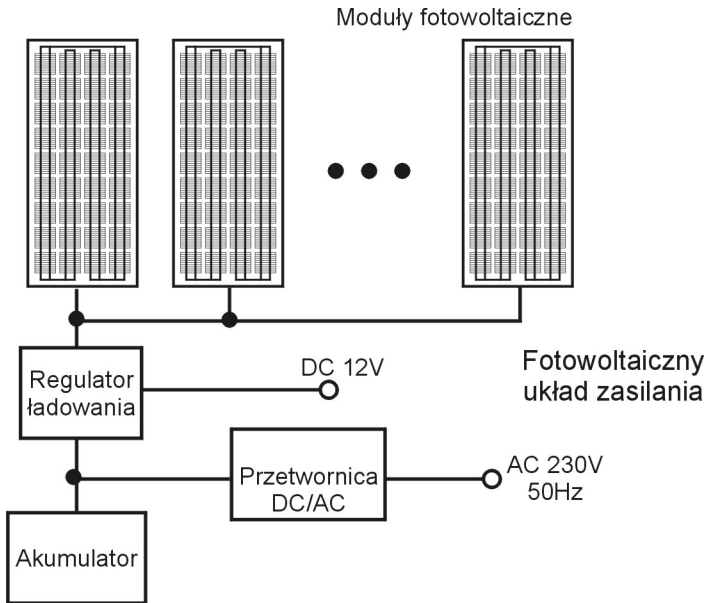 Moduły fotowoltaiczne
Regulator
ładowania
DC 12V
Fotowoltaiczny
układ zasilania
Przetwornica
DC/AC
AC 230V
50Hz
Akumulator